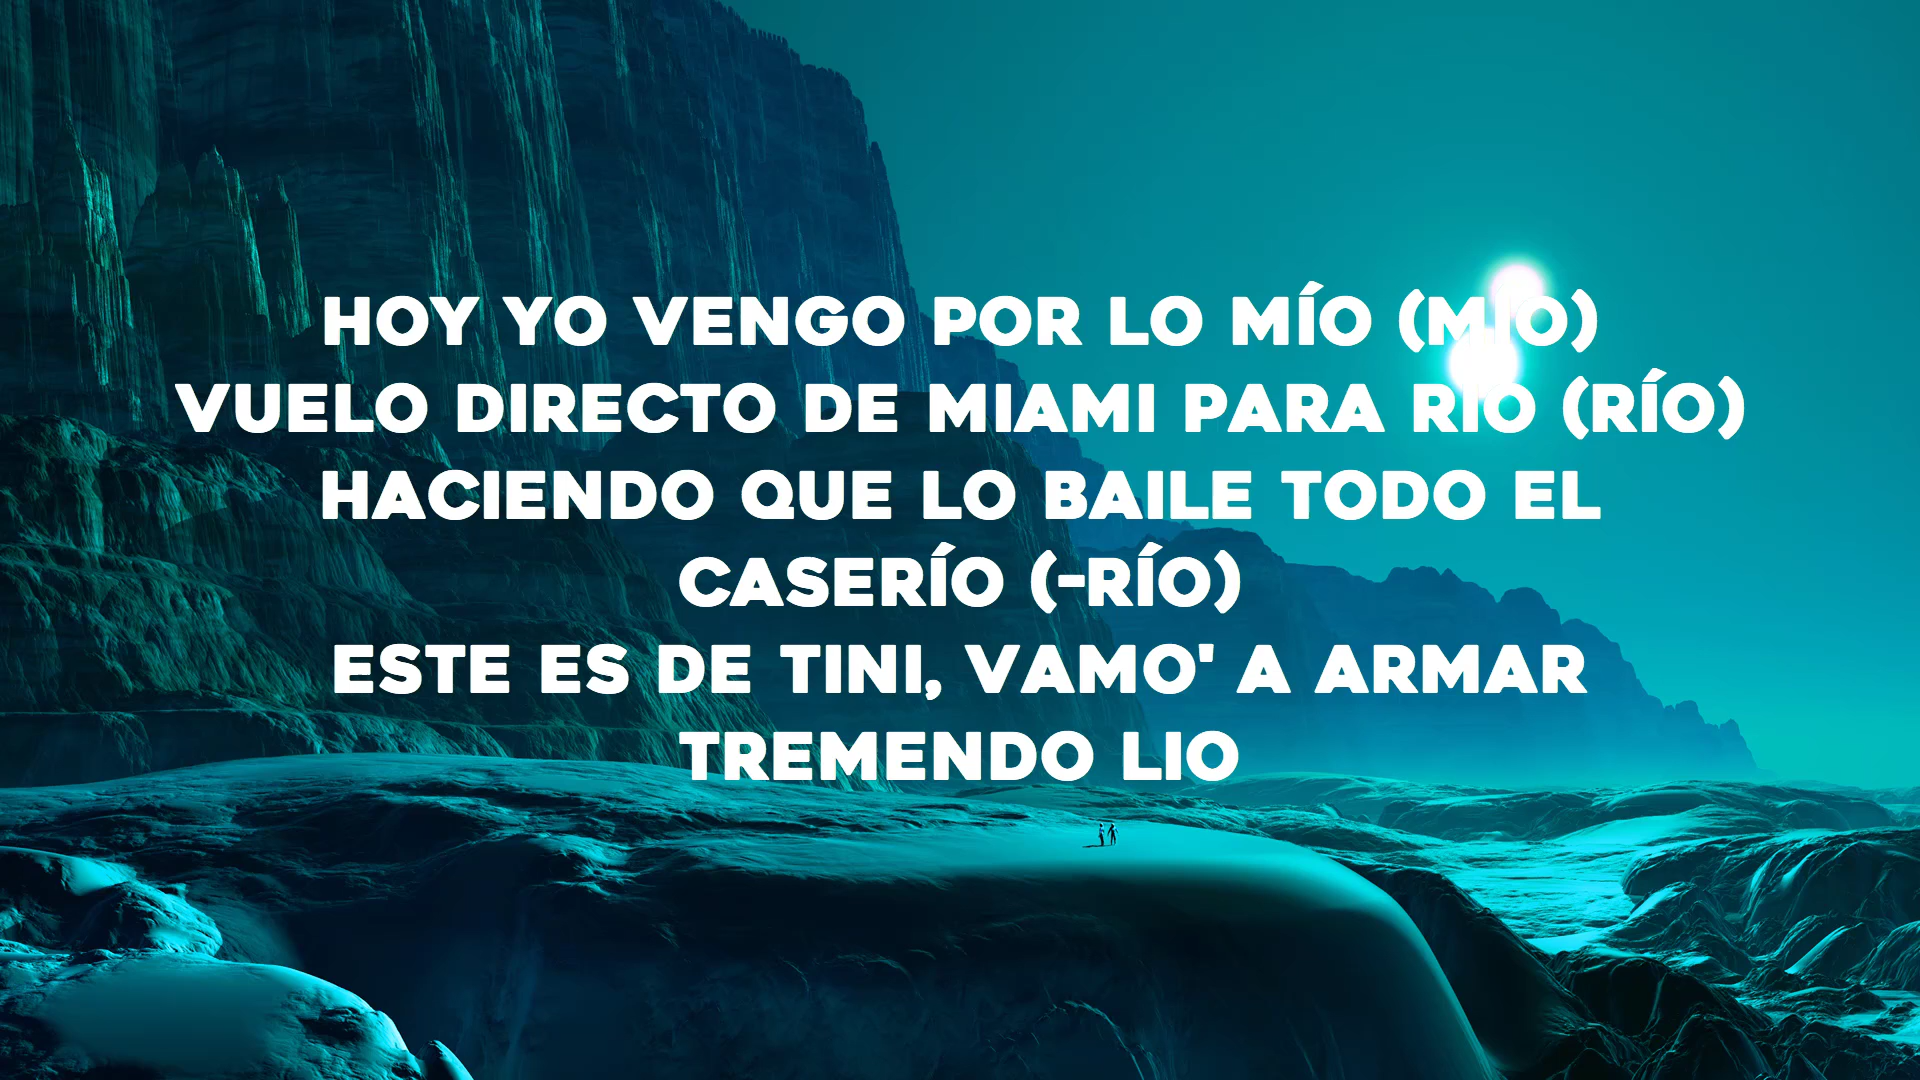 HOY YO VENGO POR LO MÍO (MÍO)
VUELO DIRECTO DE MIAMI PARA RÍO (RÍO)
HACIENDO QUE LO BAILE TODO EL
CASERÍO (-RÍO)
ESTE ES DE TINI, VAMO' A ARMAR
TREMENDO LIO